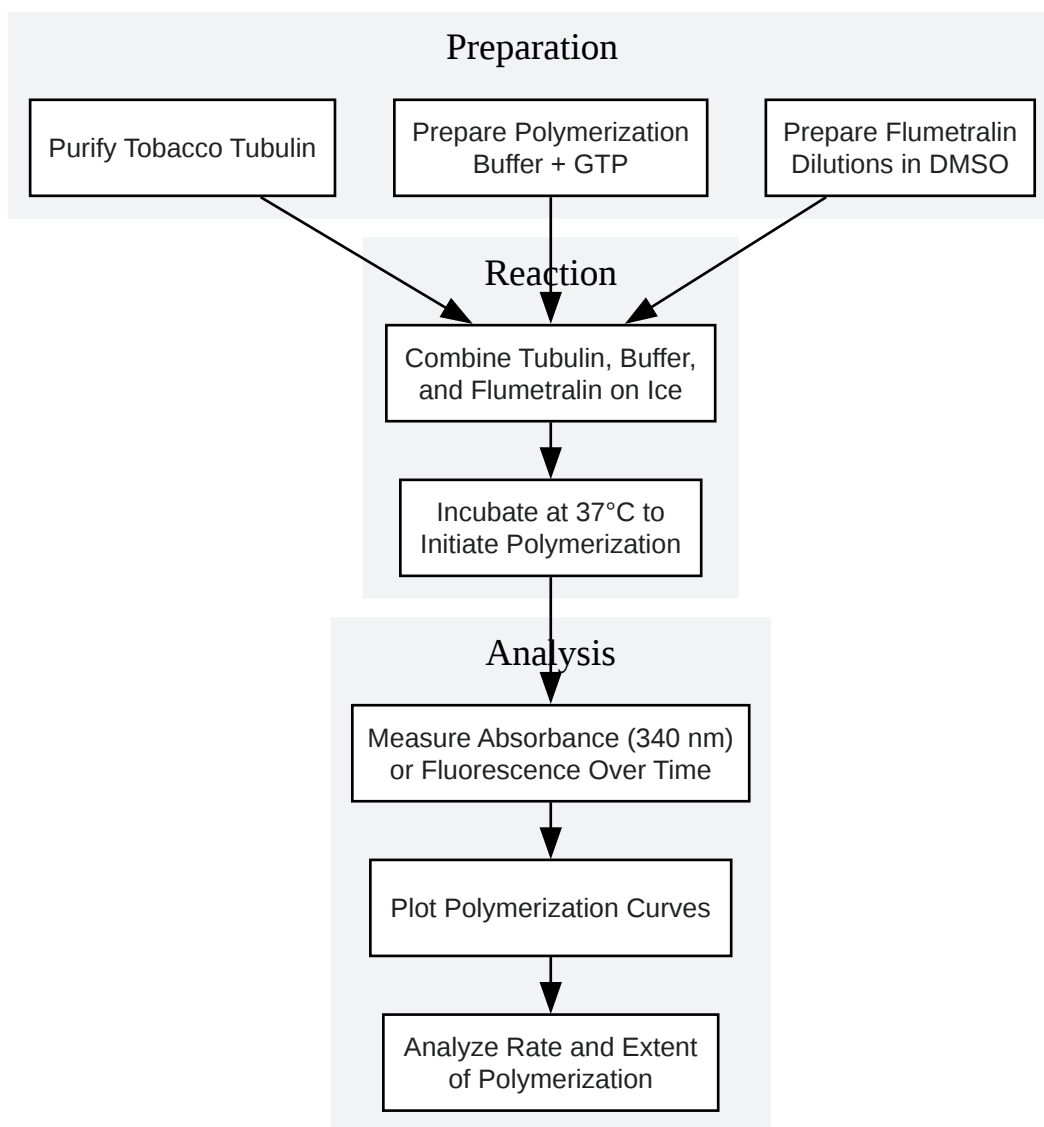 Preparation
Purify Tobacco Tubulin
Prepare Polymerization
Buffer + GTP
Prepare Flumetralin
Dilutions in DMSO
Reaction
Combine Tubulin, Buffer,
and Flumetralin on Ice
Incubate at 37°C to
Initiate Polymerization
Analysis
Measure Absorbance (340 nm)
or Fluorescence Over Time
Plot Polymerization Curves
Analyze Rate and Extent
of Polymerization